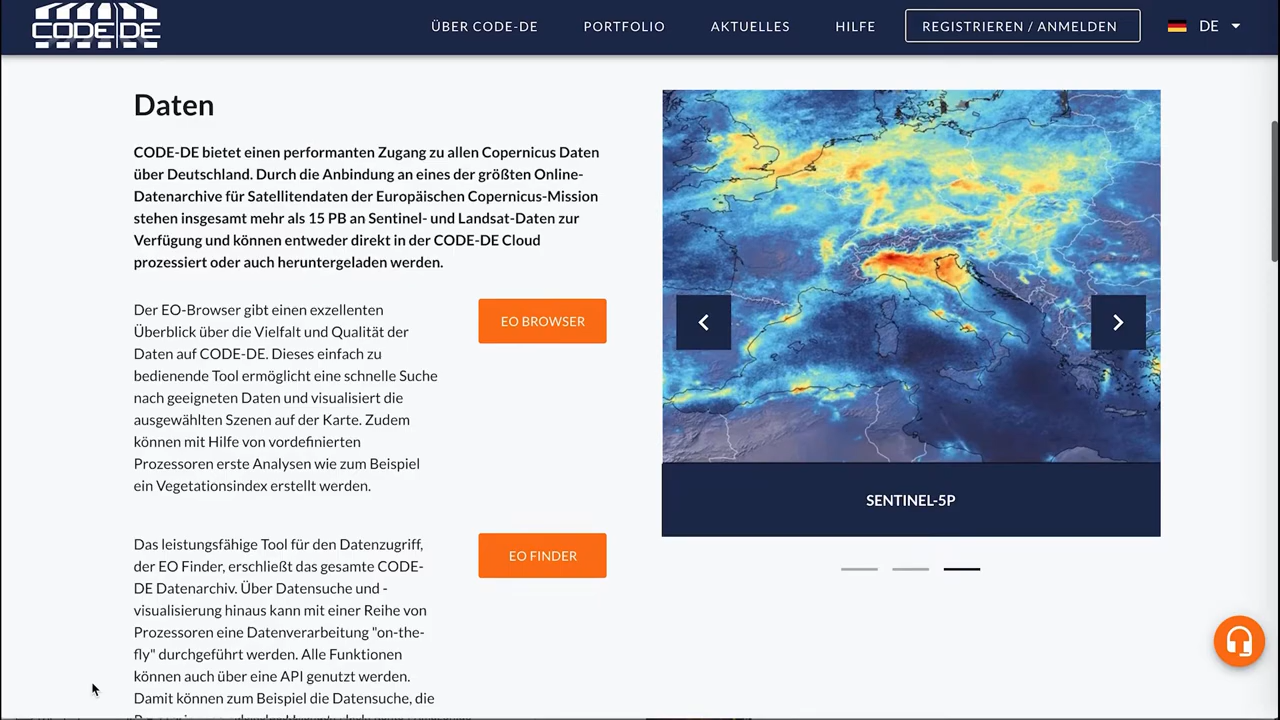 CODE-DE
ÜBER CODE-DE
PORTFOLIO
AKTUELLES
HILFE
REGISTRIEREN / ANMELDEN
DE
Daten
CODE-DE bietet einen performanten Zugang zu allen Copernicus Daten
über Deutschland. Durch die Anbindung an eines der größten Online-
Datenarchive für Satellitendaten der Europäischen Copernicus-Mission
stehen insgesamt mehr als 15 PB an Sentinel- und Landsat-Daten zur
Verfügung und können entweder direkt in der CODE-DE Cloud
prozessiert oder auch heruntergeladen werden.
Der EO-Browser gibt einen exzellenten
Überblick über die Vielfalt und Qualität der
Daten auf CODE-DE. Dieses einfach zu
bedienende Tool ermöglicht eine schnelle Suche
nach geeigneten Daten und visualisiert die
ausgewählten Szenen auf der Karte. Zudem
können mit Hilfe von vordefinierten
Prozessoren erste Analysen wie zum Beispiel
ein Vegetationsindex erstellt werden.
EO BROWSER
Das leistungsfähige Tool für den Datenzugriff,
der EO Finder, erschließt das gesamte CODE-
DE Datenarchiv. Über Datensuche und -
visualisierung hinaus kann mit einer Reihe von
Prozessoren eine Datenverarbeitung "on-the-
fly" durchgeführt werden. Alle Funktionen
können auch über eine API genutzt werden.
Damit können zum Beispiel die Datensuche, die
EO FINDER
SENTINEL-5P